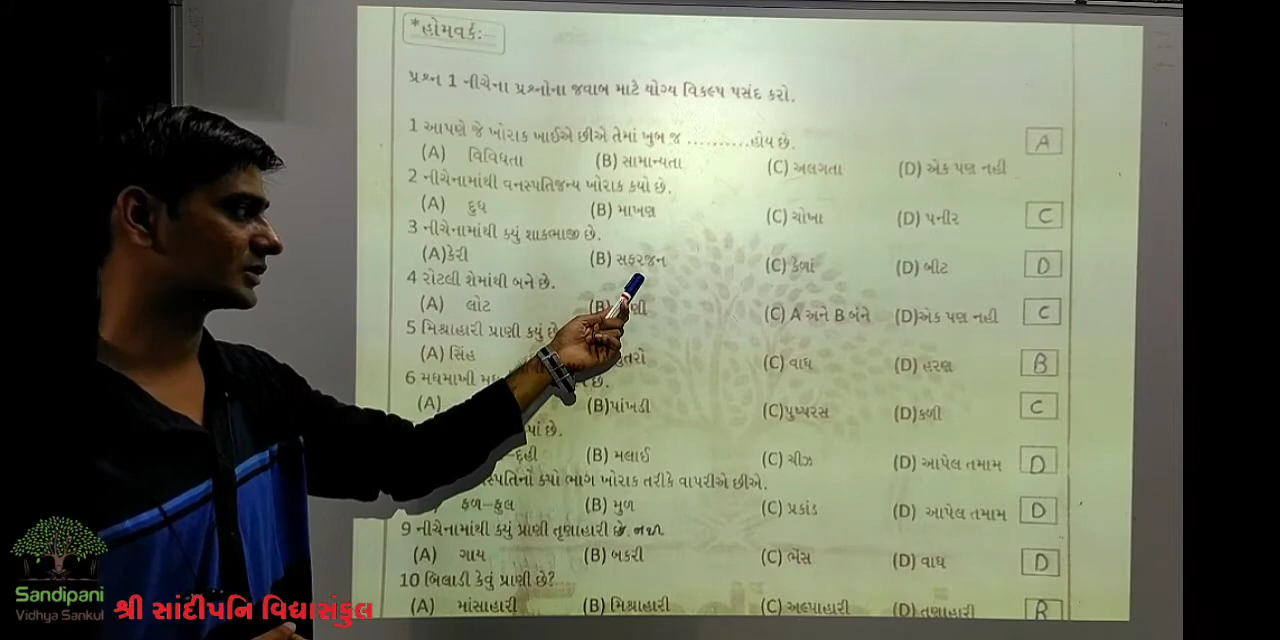 *હોમવર્ક:–
પ્રશ્ન 1 નીચેના પ્રશ્નોના જવાબ માટે યોગ્ય વિકલ્પ પસંદ કરો.
1 આપણે જે ખોરાક ખાઈએ છીએ તેમાં ખુબ જ ..........હોય છે. A
(A) વિવિધતા (B) સામાન્યતા (C) અલગતા (D) એક પણ નહી
2 નીચેનામાંથી વનસ્પતિજન્ય ખોરાક કયો છે.
(A) દુધ (B) માખણ (C) ચોખા (D) પનીર C
3 નીચેનામાંથી ક્યું શાકભાજી છે.
(A)કેરી (B) સફરજન (C) કેળાં (D) બીટ D
4 રોટલી શેમાંથી બને છે.
(A) લોટ (B) (C) A અને B બંને (D)એક પણ નહી C
5 મિશ્રાહારી પ્રાણી કયું છે
(A) સિંહ (C) વાઘ (D) હરણ B
6 મધમાખી છે.
(A) (B)પાંખડી (C)પુષ્પરસ (D)કળી C
છે.
(B) મલાઈ (C) ચીઝ (D) આપેલ તમામ D
કયો ભાગ ખોરાક તરીકે વાપરીએ છીએ.
ફળ–ફુલ (B) મુળ (C) પ્રકાંડ (D) આપેલ તમામ D
9 નીચેનામાંથી કયું પ્રાણી તૃણાહારી છે. નથી
(A) ગાય (B) બકરી (C) ભેંસ (D) વાઘ D
10 બિલાડી કેવું પ્રાણી છે?
(A) માંસાહારી (B) મિશ્રાહારી (C) અલ્પાહારી (D) તૃણાહારી B
Sandipani
Vidhya Sankul
શ્રી સાંદીપનિ વિદ્યાસંકુલ